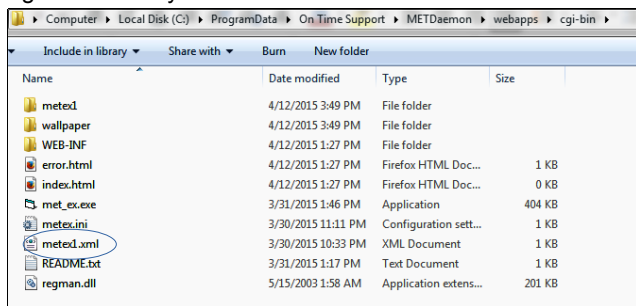 Computer ▸ Local Disk (C:) ▸ ProgramData ▸ On Time Support ▸ METDaemon ▸ webapps ▸ cgi-bin ▸
Include in library ▼ Share with ▼ Burn New folder
Name Date modified Type Size
metex1 4/12/2015 3:49 PM File folder
wallpaper 4/12/2015 3:49 PM File folder
WEB-INF 4/12/2015 1:27 PM File folder
error.html 4/12/2015 1:27 PM Firefox HTML Doc... 1 KB
index.html 4/12/2015 1:27 PM Firefox HTML Doc... 0 KB
met_ex.exe 3/31/2015 1:46 PM Application 404 KB
metex.ini 3/30/2015 11:11 PM Configuration sett... 1 KB
metex1.xml 3/30/2015 10:33 PM XML Document 1 KB
README.txt 3/31/2015 1:17 PM Text Document 1 KB
regman.dll 5/15/2003 1:58 AM Application extens... 201 KB